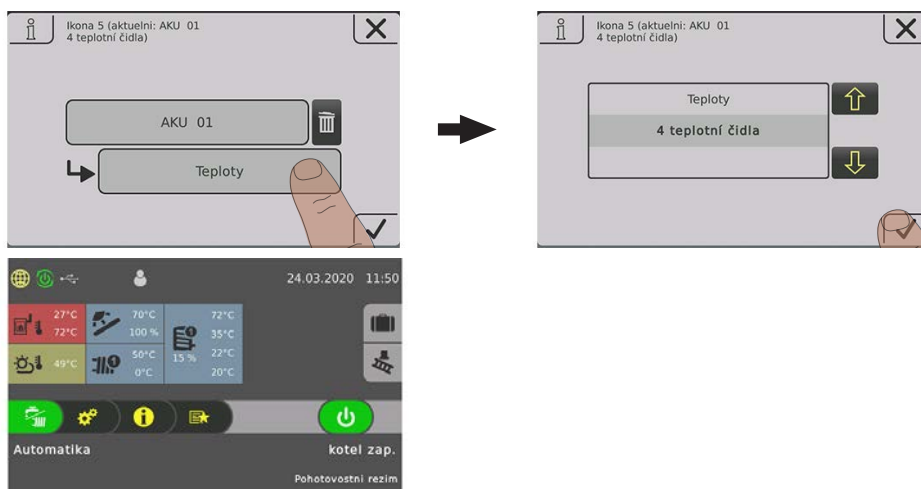 Ikona 5 (aktuelni: AKU 01
4 teplotní čidla)
AKU 01
Teploty
Ikona 5 (aktuelni: AKU 01
4 teplotní čidla)
Teploty
4 teplotní čidla
24.03.2020 11:50
27°C
72°C
70°C
100 %
72°C
35°C
49°C
1
50°C
0°C
1
15 %
22°C
20°C
Automatika
kotel zap.
Pohotovostni rezim